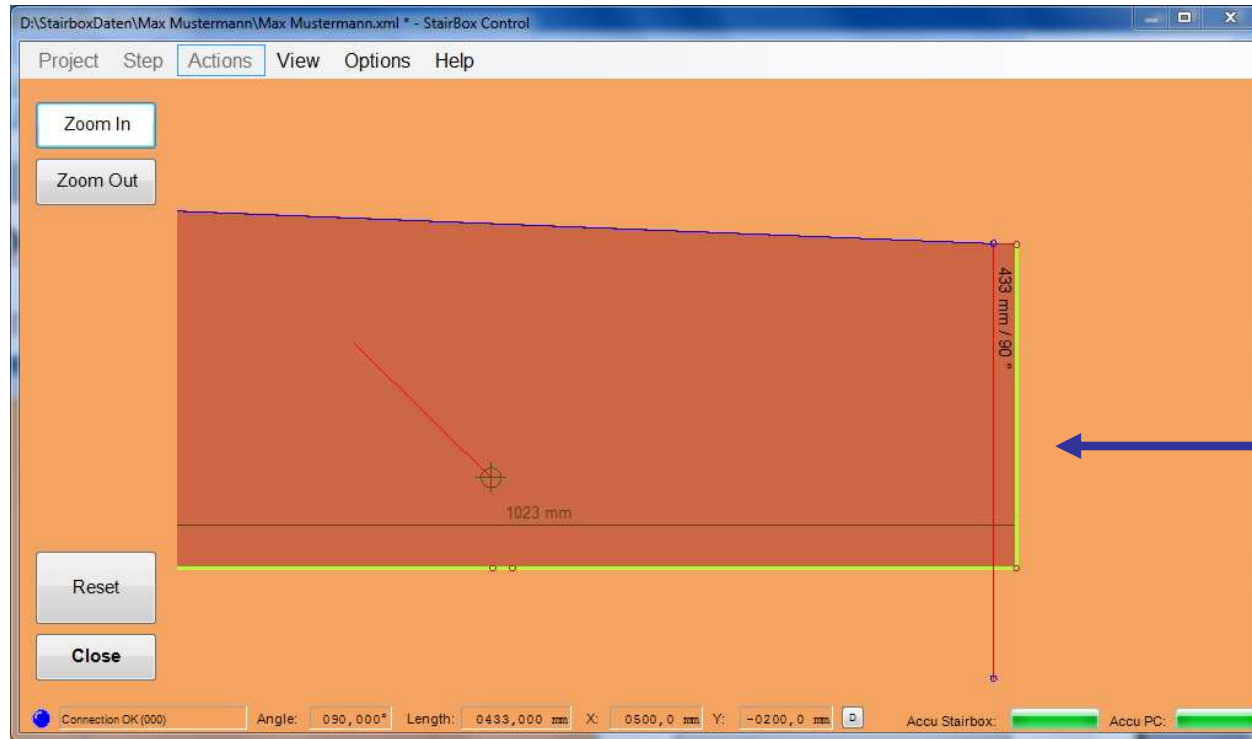 D:\StairboxDaten\Max Mustermann\Max Mustermann.xml * - StairBox Control
Project Step Actions View Options Help
Zoom In
Zoom Out
433 mm / 90 °
1023 mm
Reset
Close
Connection OK (000) Angle: 090,000° Length: 0433,000 mm X: 0500,0 mm Y: -0200,0 mm D Accu Stairbox: Accu PC: